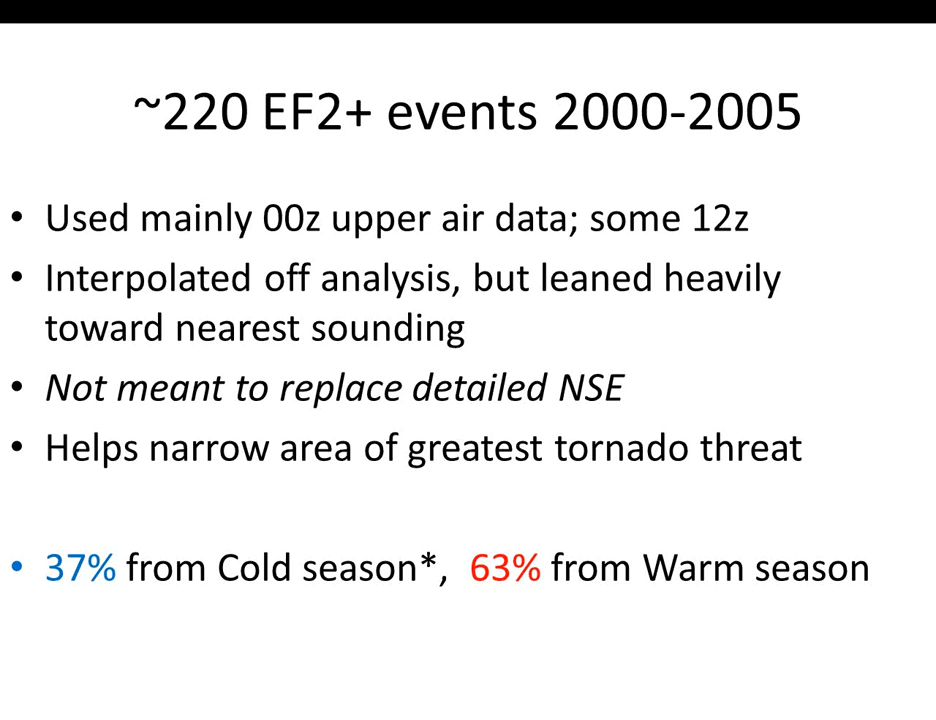 ~220 EF2+ events 2000-2005
• Used mainly 00z upper air data; some 12z
• Interpolated off analysis, but leaned heavily
toward nearest sounding
• Not meant to replace detailed NSE
• Helps narrow area of greatest tornado threat
• 37% from Cold season*, 63% from Warm season